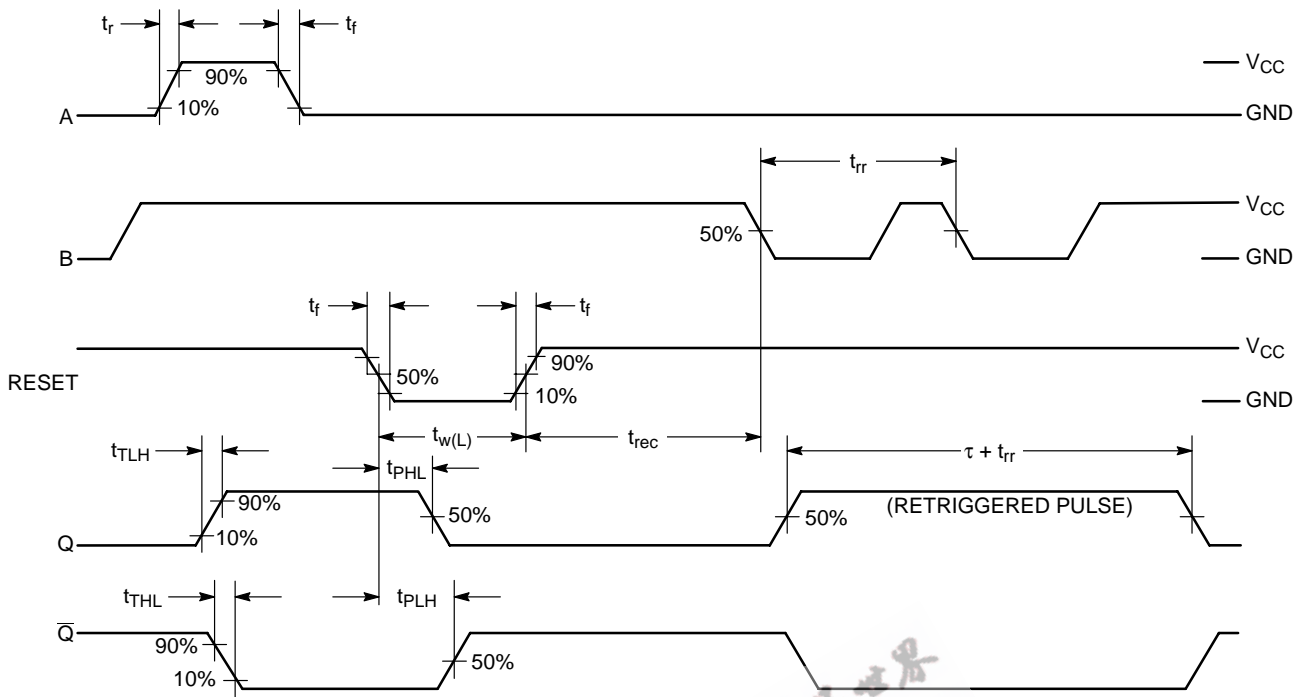 tr
tf
90%
10%
A
VCC
GND
trr
50%
B
VCC
GND
tf
tf
50%
90%
10%
RESET
VCC
GND
tw(L)
trec
tTLH
tPHL
τ + trr
90%
10%
50%
50%
(RETRIGGERED PULSE)
Q
tTHL
tPLH
Q̅
90%
10%
50%